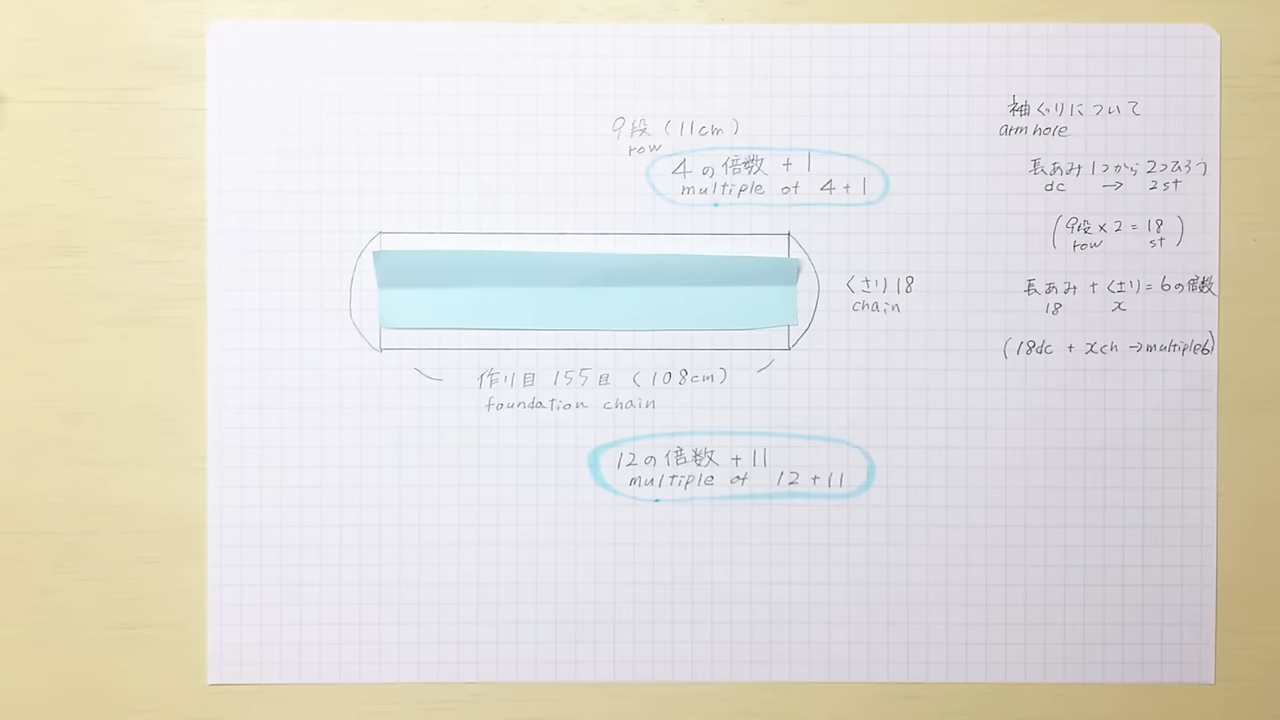 9段(11cm)
row
4の倍数 + 1
multiple of 4+1
くさり18
chain
作り目 155目 (108cm)
foundation chain
12の倍数 + 11
multiple of 12+11
袖ぐりについて
arm hole
長あみ1つから2つひろう
dc → 2st
(9段×2=18)
row st
長あみ + くさり = 6の倍数
18 x
(18dc + xch → multiple6)